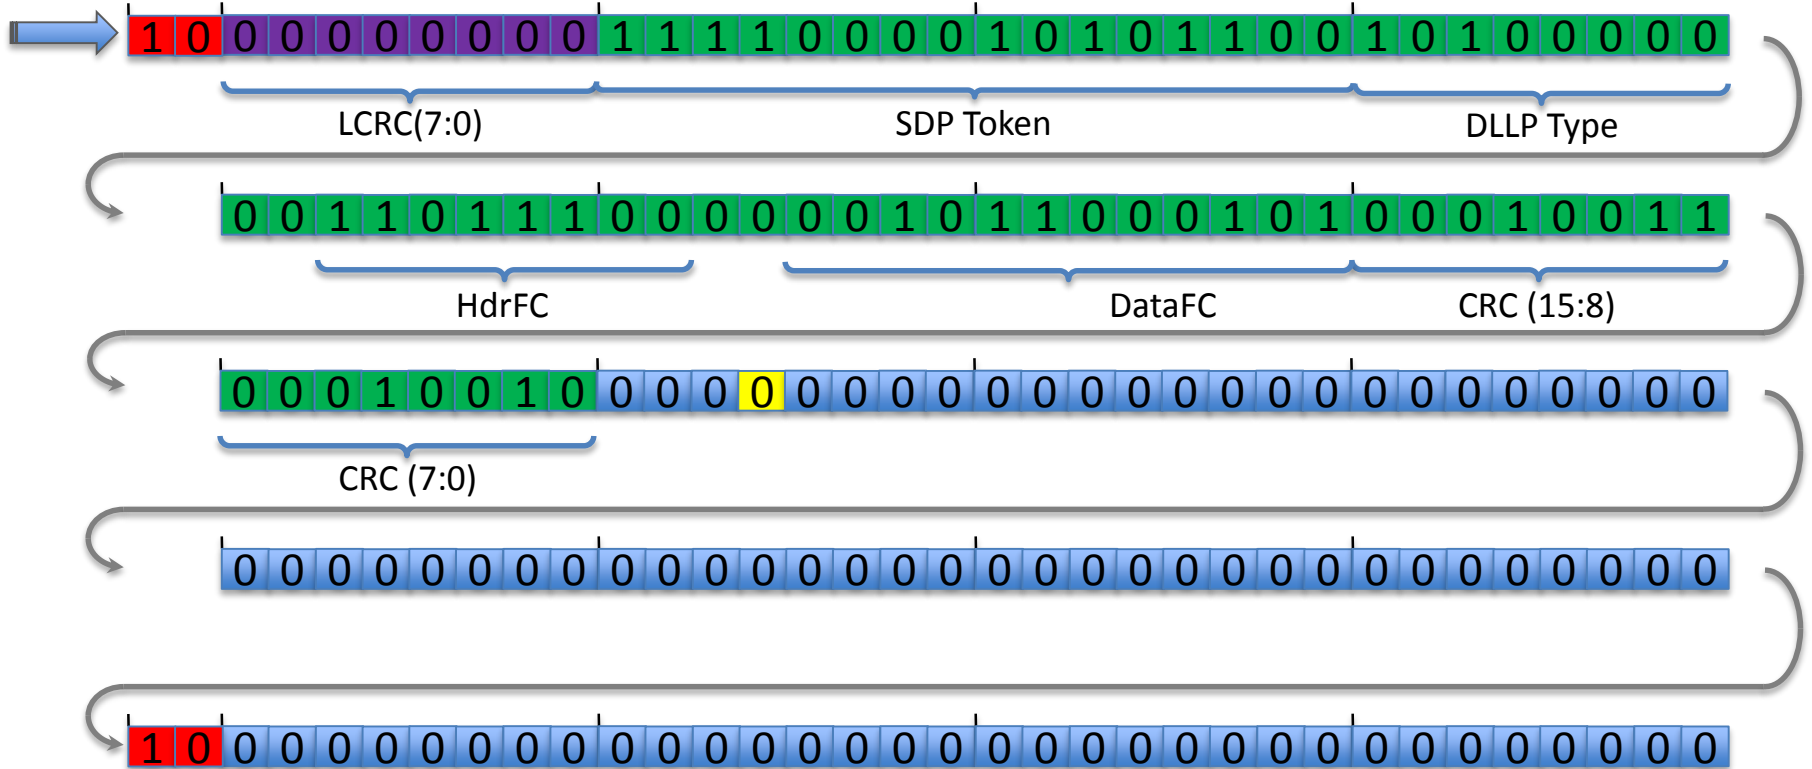 1 0 0 0 0 0 0 0 0 0 1 1 1 1 0 0 0 0 1 0 1 0 1 1 0 0 1 0 1 0 0 0 0 0
LCRC(7:0) SDP Token DLLP Type
0 0 1 1 0 1 1 1 0 0 0 0 0 0 1 0 1 1 0 0 0 1 0 1 0 0 0 1 0 0 1 1
HdrFC DataFC CRC (15:8)
0 0 0 1 0 0 1 0 0 0 0 0 0 0 0 0 0 0 0 0 0 0 0 0 0 0 0 0 0 0 0 0
CRC (7:0)
0 0 0 0 0 0 0 0 0 0 0 0 0 0 0 0 0 0 0 0 0 0 0 0 0 0 0 0 0 0 0 0
1 0 0 0 0 0 0 0 0 0 0 0 0 0 0 0 0 0 0 0 0 0 0 0 0 0 0 0 0 0 0 0 0 0